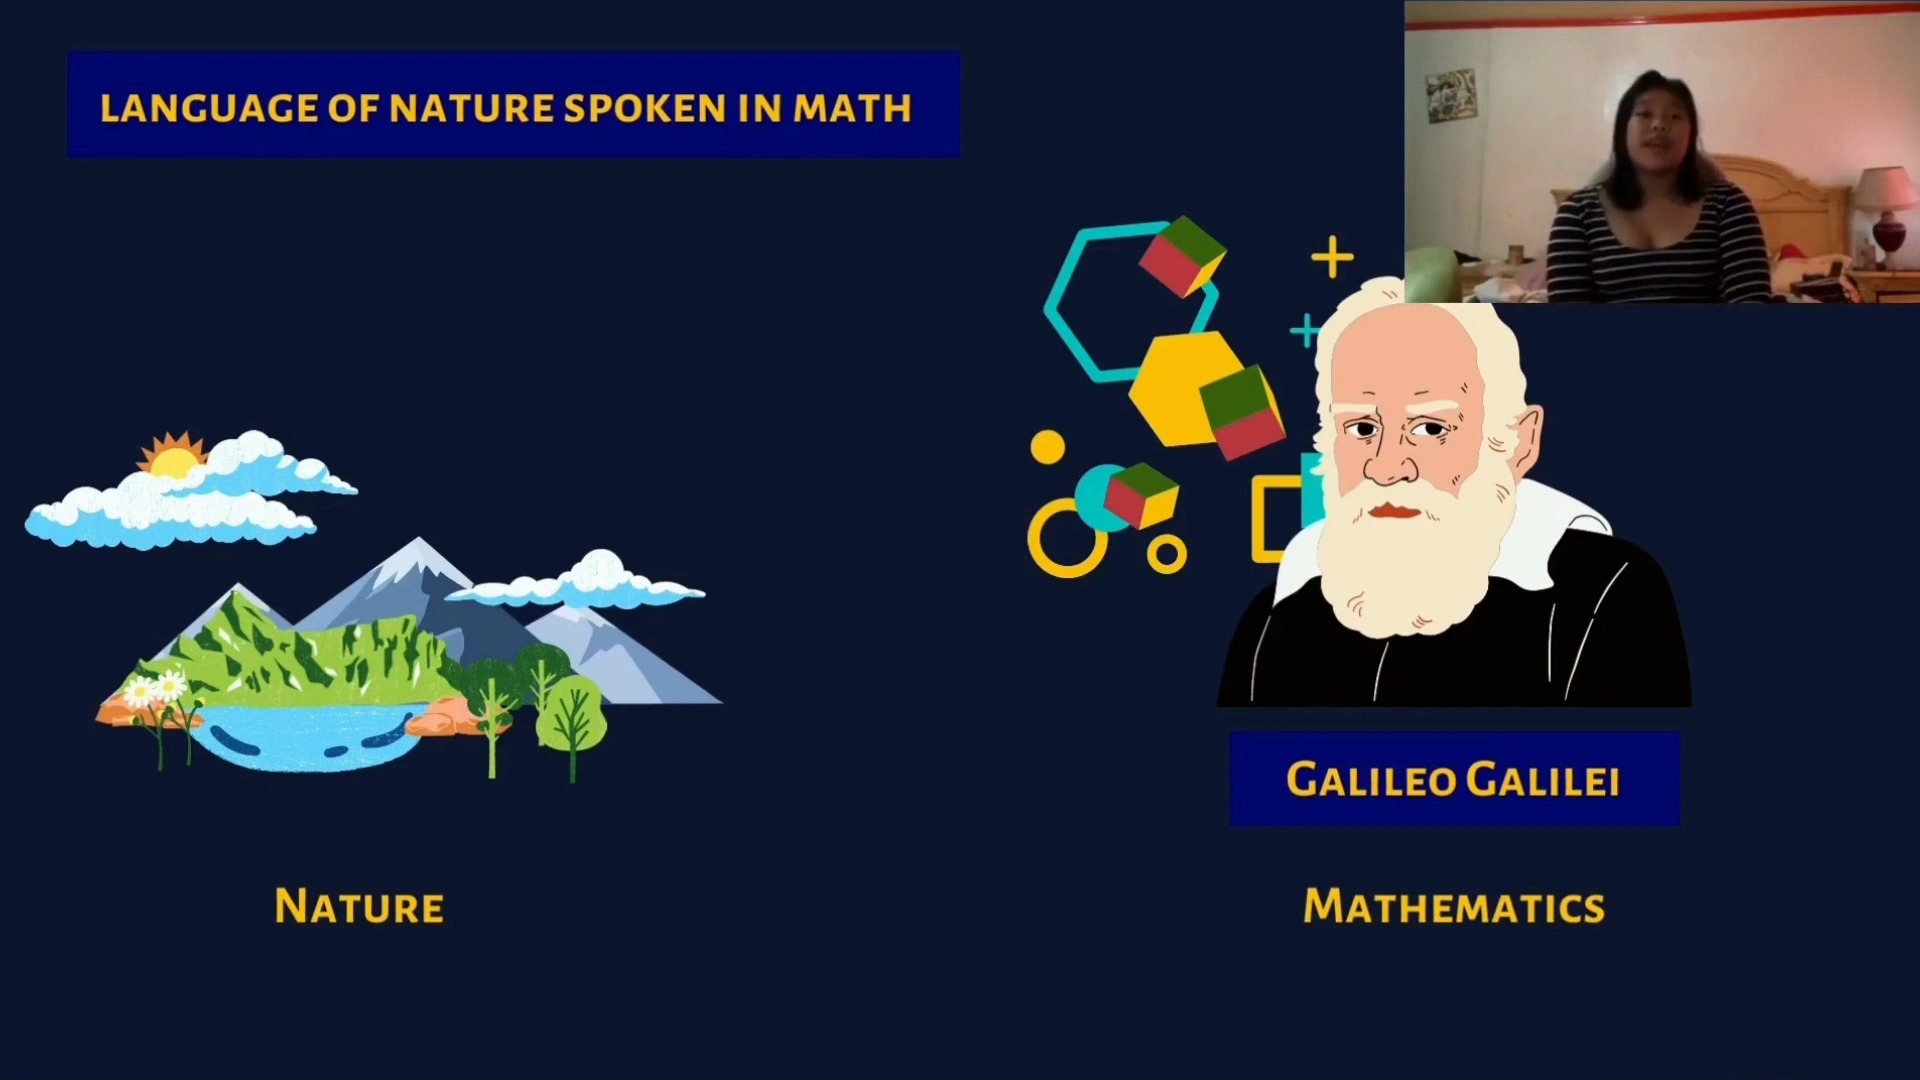 LANGUAGE OF NATURE SPOKEN IN MATH
GALILEO GALILEI
NATURE
MATHEMATICS